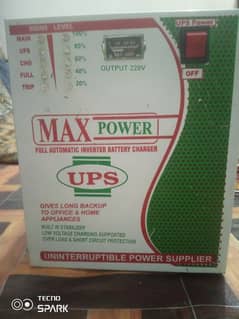 MAINS LEVEL
MAIN 100%
UPS 80%
CHG 60%
FULL 40%
TRIP 20%
OUTPUT 220V
UPS Power
OFF
MAX POWER
FULL AUTOMATIC INVERTER BATTERY CHARGER
UPS
GIVES LONG BACKUP
TO OFFICE & HOME
APPLIANCES
BUILT IN STABILIZER
LOW VOLTAGE CHARGING SUPPORTED
OVER LOAD & SHORT CIRCUIT PROTECTION
UNINTERRUPTIBLE POWER SUPPLIER
TECNO
SPARK